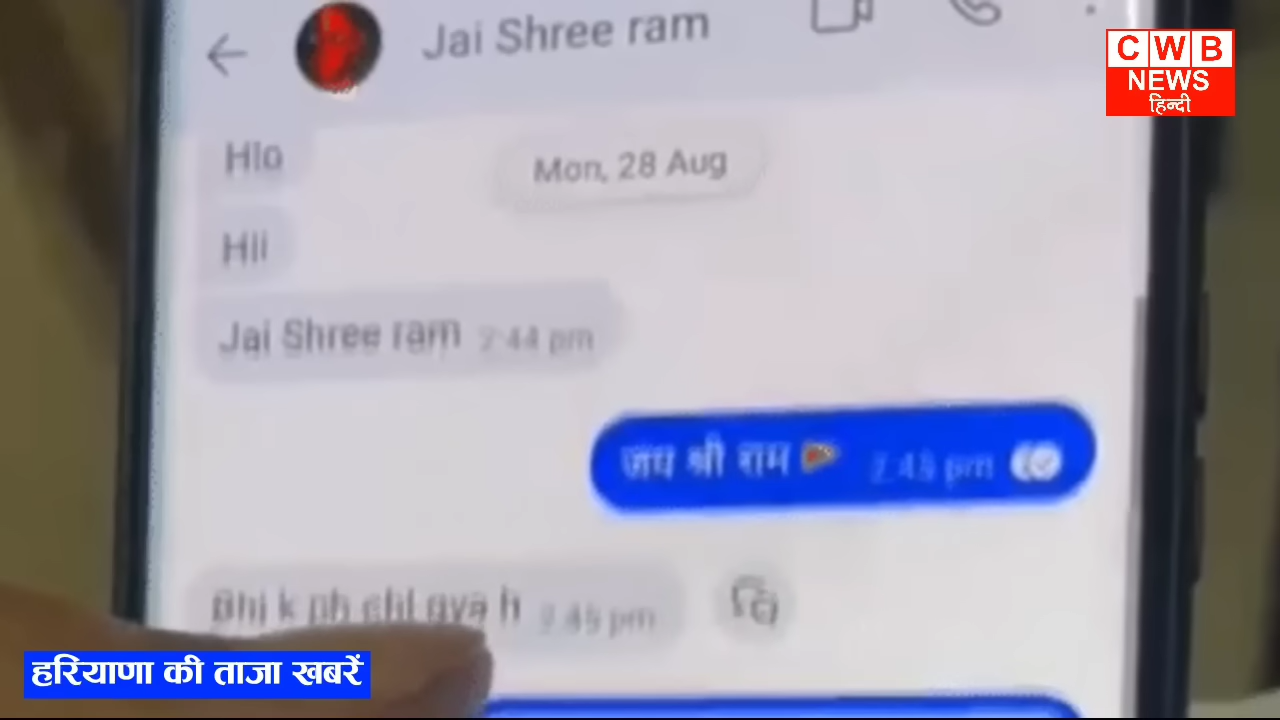 Jai Shree ram
CWB
NEWS
हिन्दी
Hlo
Mon, 28 Aug
Hii
Jai Shree ram 2:44 pm
जय श्री राम 2:45 pm
Bhi k ph chl gya h 2:45 pm
हरियाणा की ताजा खबरें